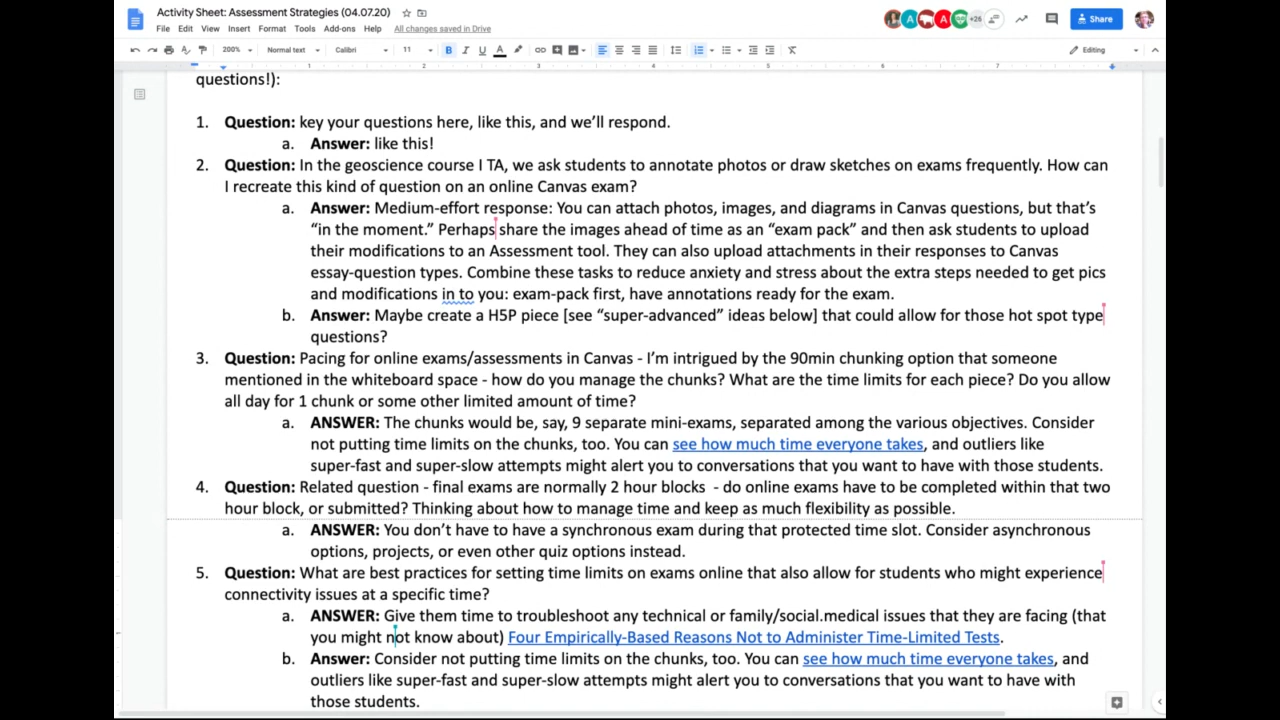 Activity Sheet: Assessment Strategies (04.07.20)
File Edit View Insert Format Tools Add-ons Help All changes saved in Drive
A A +26 Share
200% Normal text Calibri 11 B I U A Editing
1 2 3 4 5 6 7
questions!):
1. Question: key your questions here, like this, and we’ll respond.
a. Answer: like this!
2. Question: In the geoscience course I TA, we ask students to annotate photos or draw sketches on exams frequently. How can
I recreate this kind of question on an online Canvas exam?
a. Answer: Medium-effort response: You can attach photos, images, and diagrams in Canvas questions, but that’s
“in the moment.” Perhaps share the images ahead of time as an “exam pack” and then ask students to upload
their modifications to an Assessment tool. They can also upload attachments in their responses to Canvas
essay-question types. Combine these tasks to reduce anxiety and stress about the extra steps needed to get pics
and modifications in to you: exam-pack first, have annotations ready for the exam.
b. Answer: Maybe create a H5P piece [see “super-advanced” ideas below] that could allow for those hot spot type
questions?
3. Question: Pacing for online exams/assessments in Canvas - I’m intrigued by the 90min chunking option that someone
mentioned in the whiteboard space - how do you manage the chunks? What are the time limits for each piece? Do you allow
all day for 1 chunk or some other limited amount of time?
a. ANSWER: The chunks would be, say, 9 separate mini-exams, separated among the various objectives. Consider
not putting time limits on the chunks, too. You can see how much time everyone takes, and outliers like
super-fast and super-slow attempts might alert you to conversations that you want to have with those students.
4. Question: Related question - final exams are normally 2 hour blocks - do online exams have to be completed within that two
hour block, or submitted? Thinking about how to manage time and keep as much flexibility as possible.
a. ANSWER: You don’t have to have a synchronous exam during that protected time slot. Consider asynchronous
options, projects, or even other quiz options instead.
5. Question: What are best practices for setting time limits on exams online that also allow for students who might experience
connectivity issues at a specific time?
a. ANSWER: Give them time to troubleshoot any technical or family/social.medical issues that they are facing (that
you might not know about) Four Empirically-Based Reasons Not to Administer Time-Limited Tests.
b. Answer: Consider not putting time limits on the chunks, too. You can see how much time everyone takes, and
outliers like super-fast and super-slow attempts might alert you to conversations that you want to have with
those students.